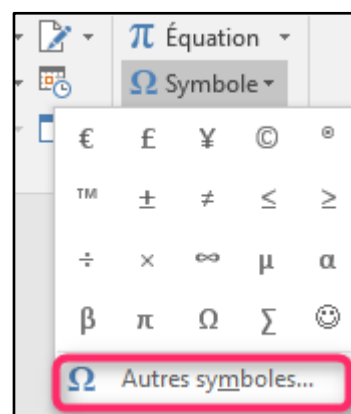 π Équation
Ω Symbole
€ £ ¥ © ®
™ ± ≠ ≤ ≥
÷ × ∞ µ α
β π Ω ∑ ☺
Ω Autres symboles...